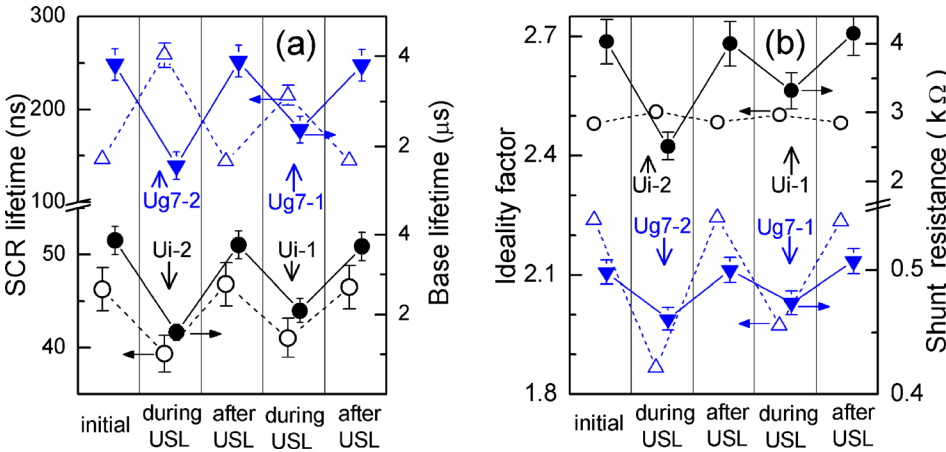 300
250
200
150
100
50
40
SCR lifetime (ns)
(a)
Ug7-2
Ug7-1
Ui-2
Ui-1
4
2
4
2
Base lifetime (μs)
initial
during
USL
after
USL
during
USL
after
USL
2.7
2.4
2.1
1.8
Ideality factor
(b)
Ui-2
Ui-1
Ug7-2
Ug7-1
4
3
2
0.5
0.4
Shunt resistance ( kΩ)
initial
during
USL
after
USL
during
USL
after
USL